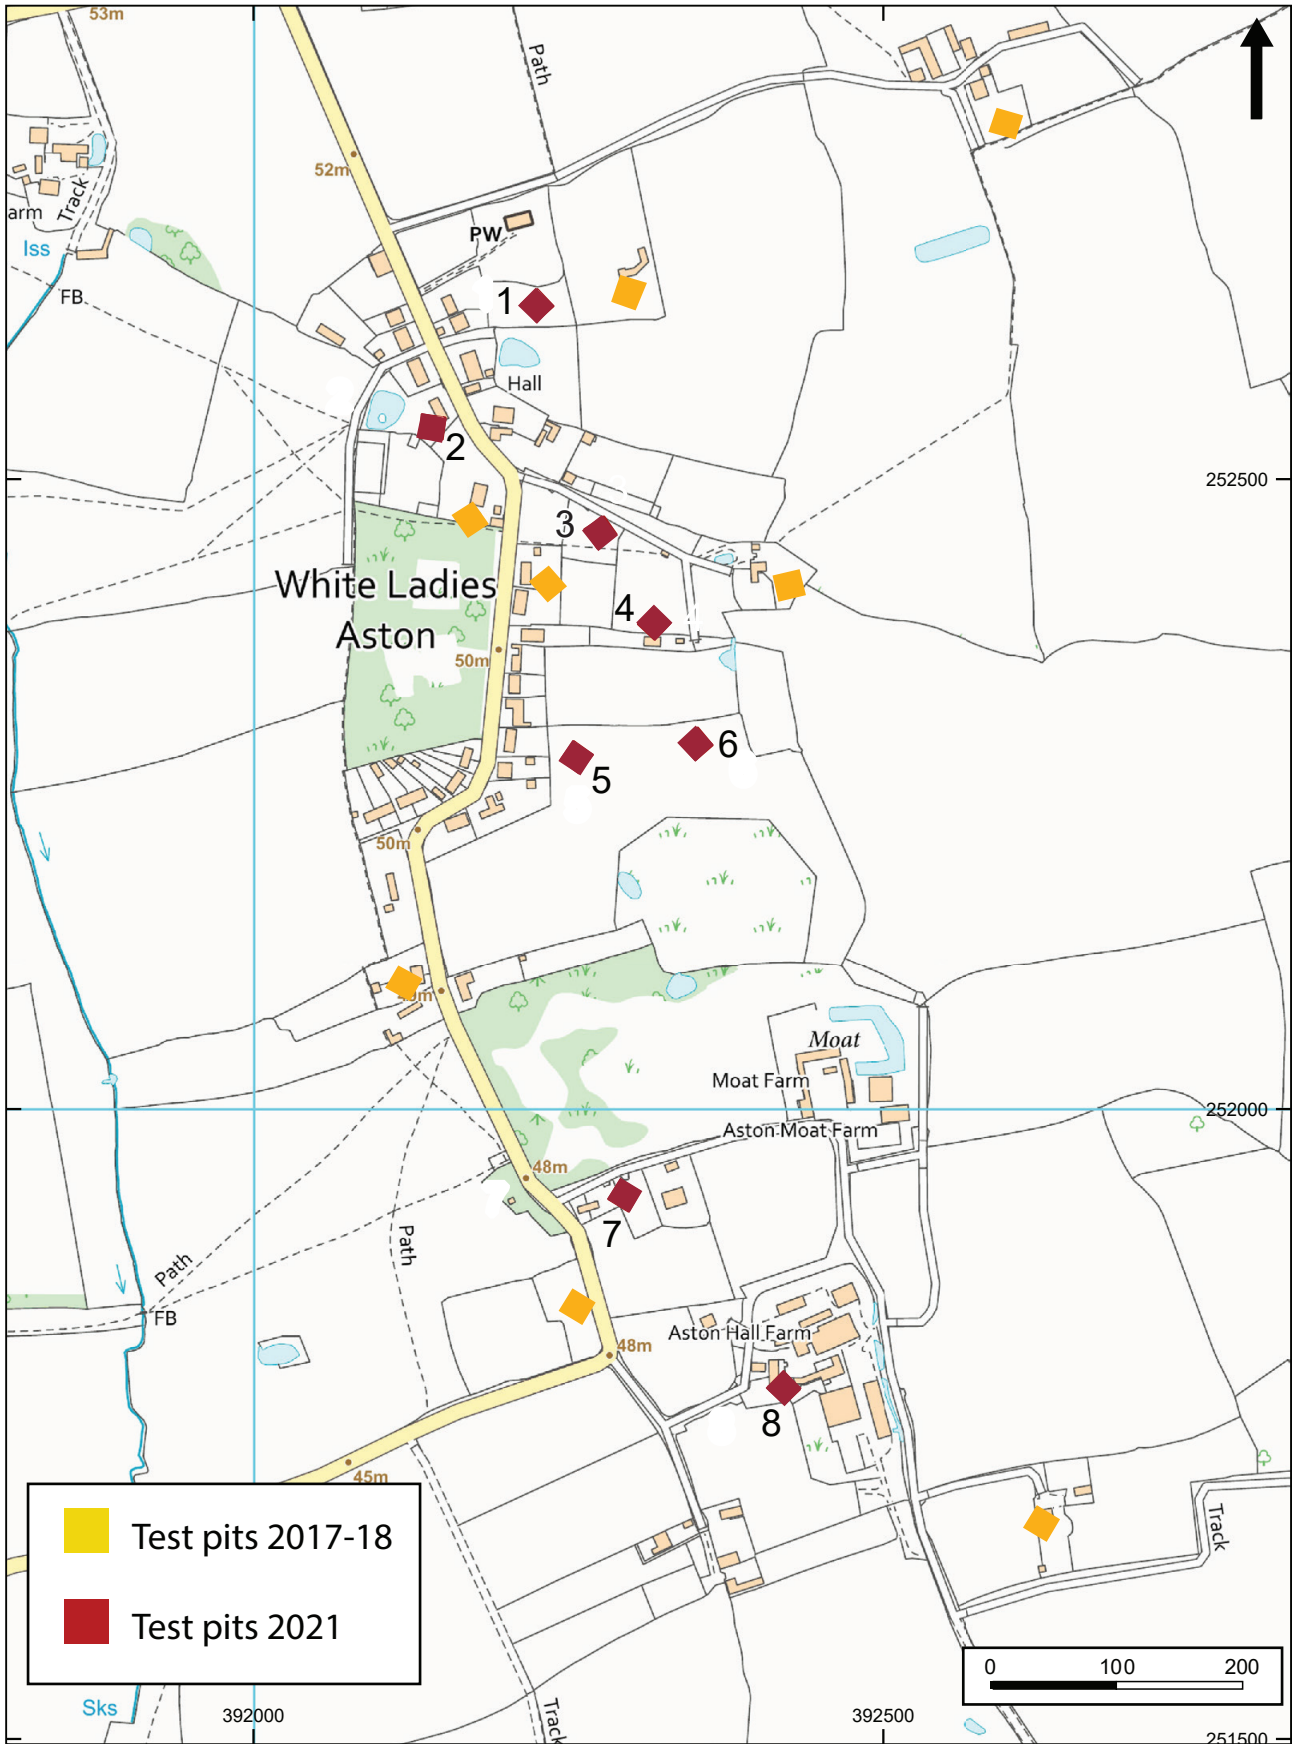 53m
Path
52m
arm
Track
PW
Iss
FB
1
Hall
2
252500
3
White Ladies
Aston
4
50m
6
5
50m
49m
Moat
Moat Farm
252000
Aston Moat Farm
48m
7
Path
Path
FB
Aston Hall Farm
48m
8
45m
Track
Test pits 2017-18
Test pits 2021
0 100 200
Sks
392000
392500
Track
251500